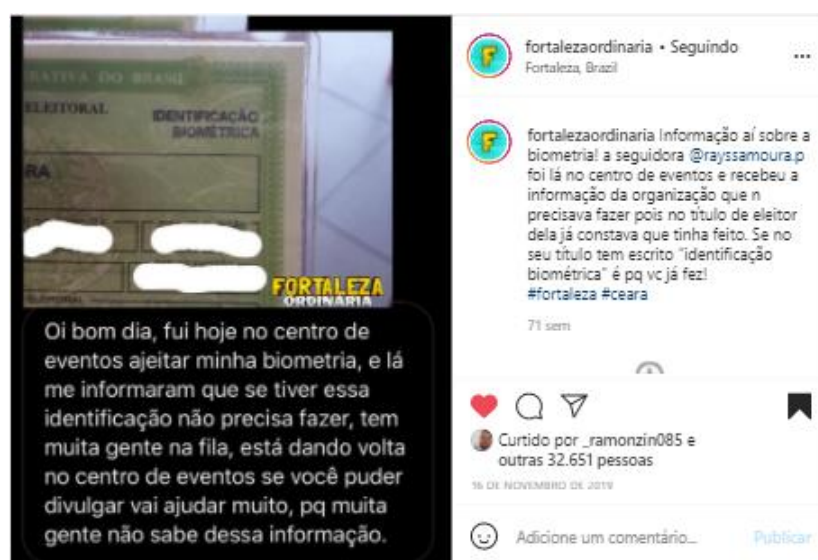 RATIVA DO BRASIL
ELEITORAL
IDENTIFICAÇÃO
BIOMÉTRICA
RA
FORTALEZA
ORDINÁRIA
Oi bom dia, fui hoje no centro de
eventos ajeitar minha biometria, e lá
me informaram que se tiver essa
identificação não precisa fazer, tem
muita gente na fila, está dando volta
no centro de eventos se você puder
divulgar vai ajudar muito, pq muita
gente não sabe dessa informação.
fortalezaordinaria • Seguindo
Fortaleza, Brazil
fortalezaordinaria Informação aí sobre a
biometria! a seguidora @rayssamoura.p
foi lá no centro de eventos e recebeu a
informação da organização que n
precisava fazer pois no título de eleitor
dela já constava que tinha feito. Se no
seu título tem escrito “identificação
biométrica” é pq vc já fez!
#fortaleza #ceara
71 sem
Curtido por _ramonzin085 e
outras 32.651 pessoas
16 DE NOVEMBRO DE 2019
Adicione um comentário...
Publicar